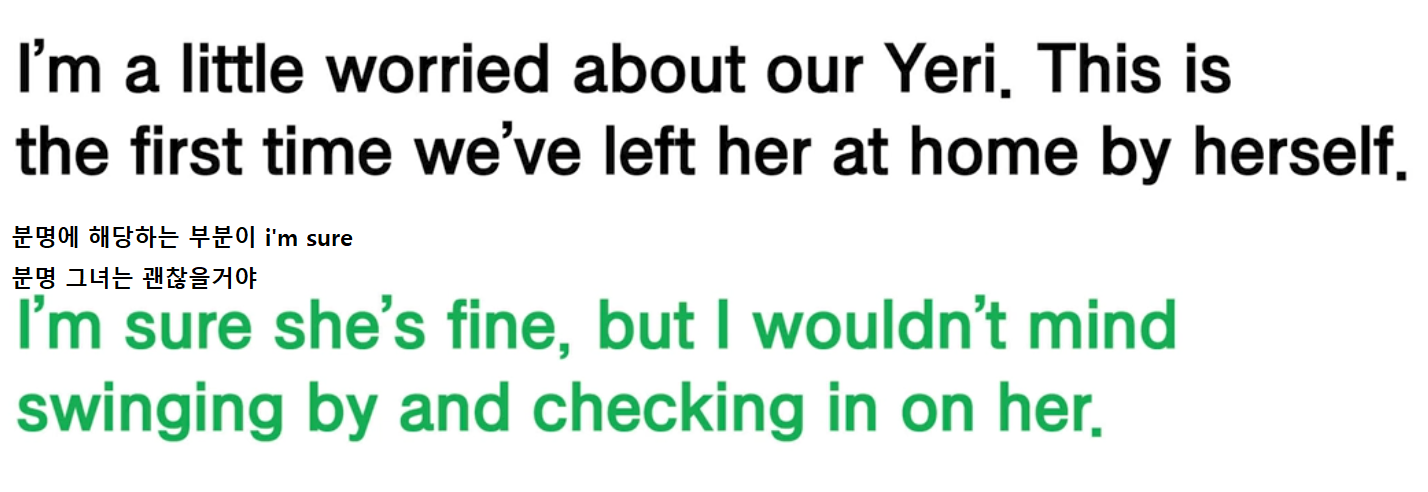 I’m a little worried about our Yeri. This is
the first time we’ve left her at home by herself.
분명에 해당하는 부분이 i'm sure
분명 그녀는 괜찮을거야
I’m sure she’s fine, but I wouldn’t mind
swinging by and checking in on her.